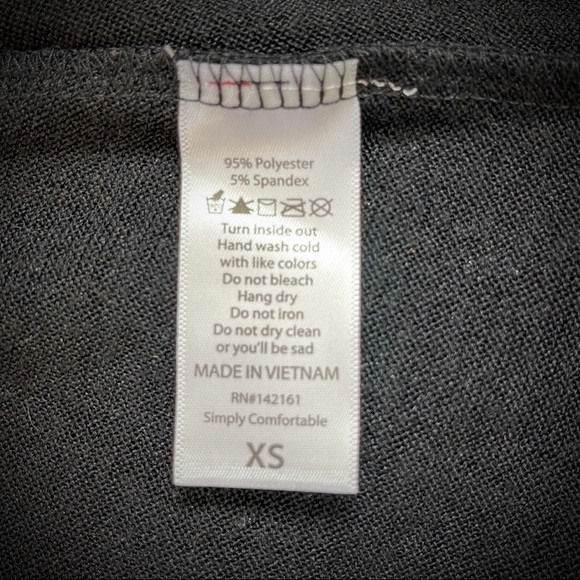 95% Polyester
5% Spandex
Turn inside out
Hand wash cold
with like colors
Do not bleach
Hang dry
Do not iron
Do not dry clean
or you'll be sad
MADE IN VIETNAM
RN#142161
Simply Comfortable
XS